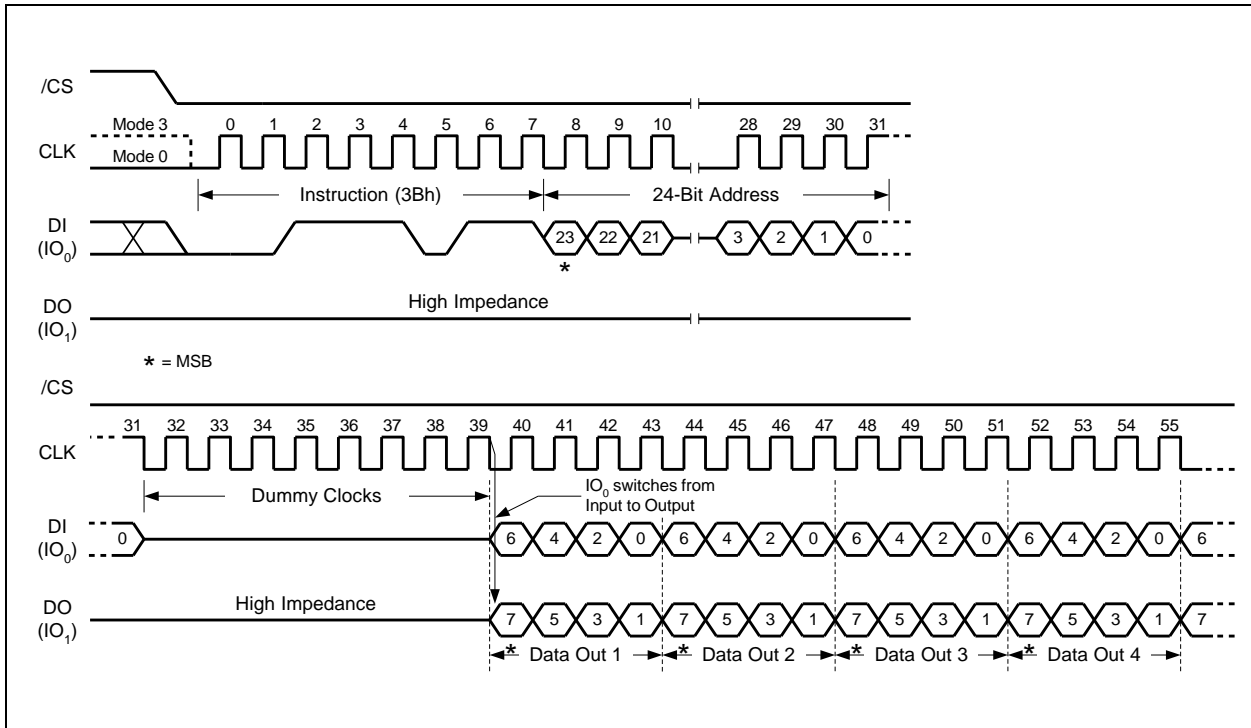 /CS
Mode 3 0 1 2 3 4 5 6 7 8 9 10 28 29 30 31
CLK
Mode 0
Instruction (3Bh) 24-Bit Address
DI
(IO0) 23 22 21 3 2 1 0
*
High Impedance
DO
(IO1)
* = MSB
/CS
31 32 33 34 35 36 37 38 39 40 41 42 43 44 45 46 47 48 49 50 51 52 53 54 55
CLK
Dummy Clocks
IO0 switches from
Input to Output
DI
(IO0) 0 6 4 2 0 6 4 2 0 6 4 2 0 6 4 2 0 6
High Impedance
DO
(IO1) 7 5 3 1 7 5 3 1 7 5 3 1 7 5 3 1 7
* Data Out 1 * Data Out 2 * Data Out 3 * Data Out 4